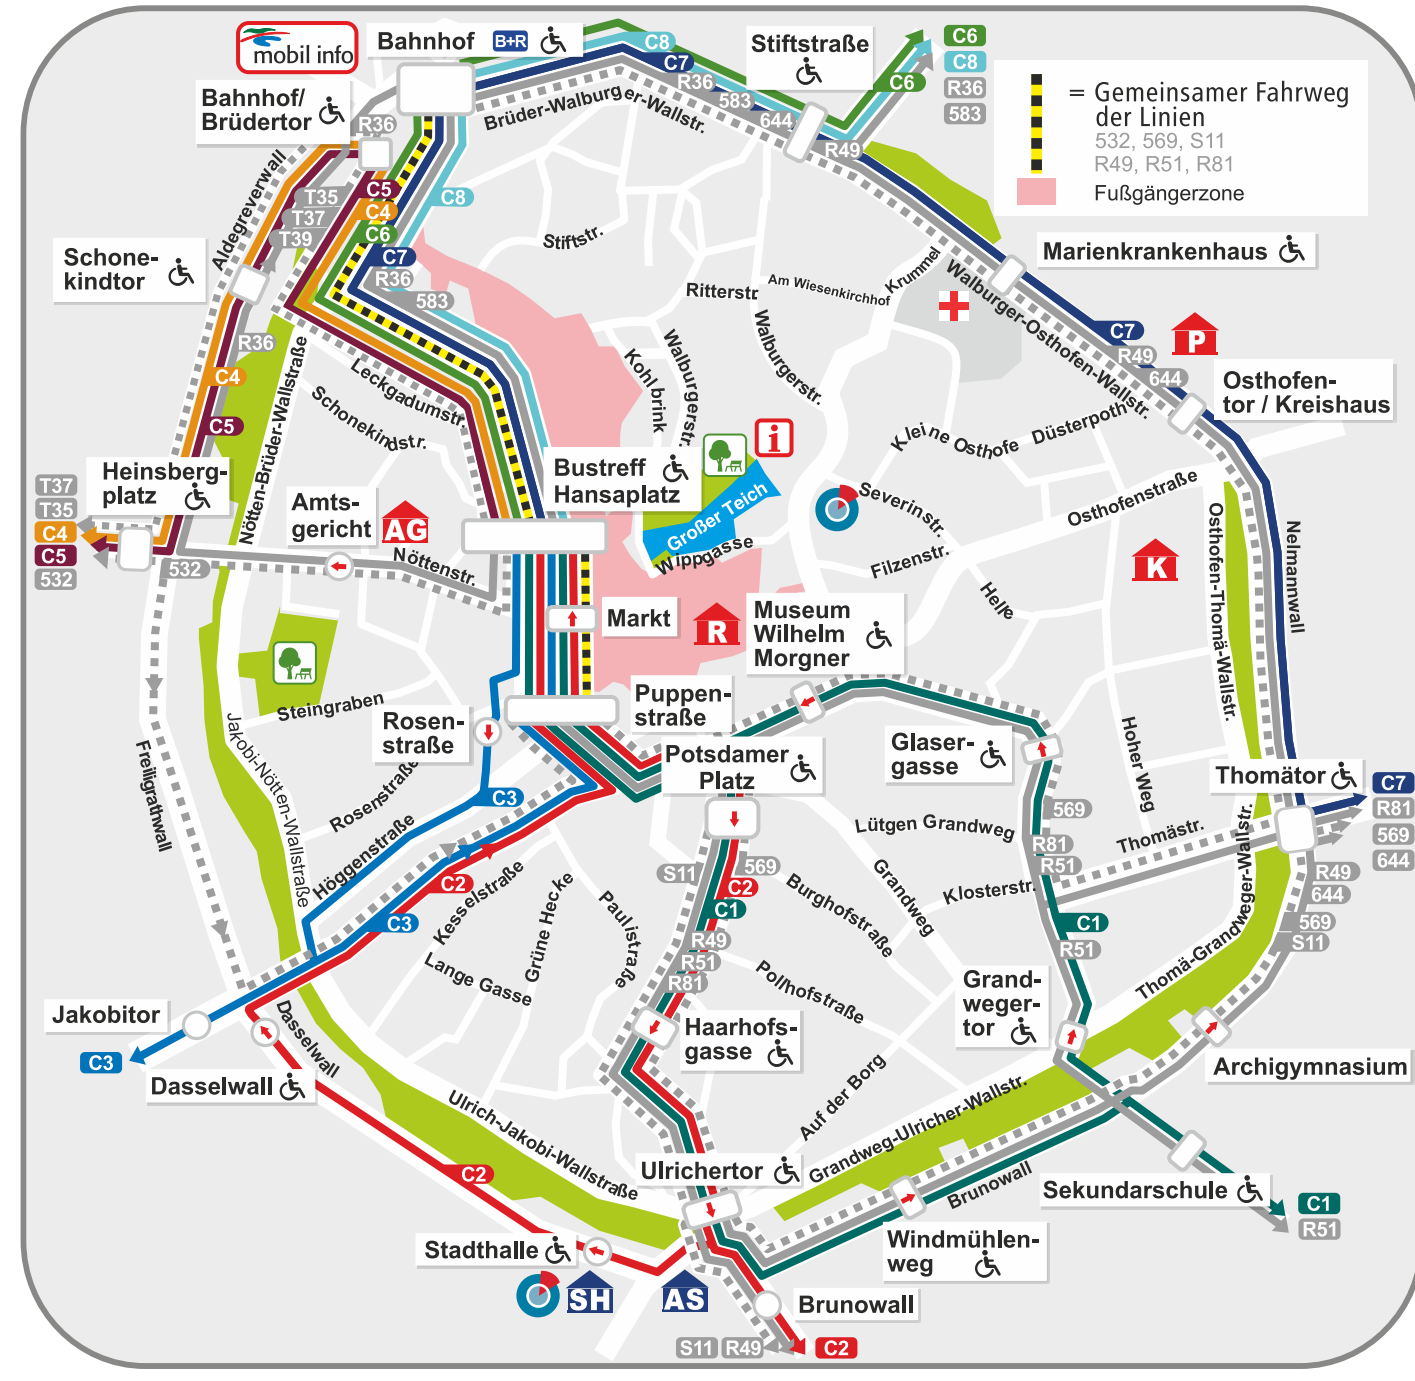 mobil info
Bahnhof B+R
Bahnhof/
Brüdertor
Stiftstraße
C6
C8
R36
583
= Gemeinsamer Fahrweg
der Linien
532, 569, S11
R49, R51, R81
Fußgängerzone
C8
C7
R36
583
644
C6
R49
Brüder-Walburger-Wallstr.
R36
Aldegreverwall
T35
T37
T39
C5
C4
C6
C7
R36
583
C8
Schone-
kindtor
Stiftstr.
Ritterstr
Am Wiesenkirchhof
Krummel
Marienkrankenhaus
Walburger-Osthofen-Wallstr.
C7
R49
644
P
Osthofen-
tor / Kreishaus
R36
C4
C5
Nötten-Brüder-Wallstraße
Leckgadumstr.
Schonekindstr.
Kohlbrink
Walburgerstr.
Walburgerstr.
Kleine Osthofe
Düsterpoth
Heinsberg-
platz
T37
T35
C4
C5
532
532
Amts-
gericht
AG
Nöttenstr.
Bustreff
Hansaplatz
i
Großer Teich
Wippgasse
Severinstr.
Filzenstr.
Osthofenstraße
Helle
K
Osthofen-Thomä-Wallstr.
Nelmannwall
Markt
R
Museum
Wilhelm
Morgner
Steingraben
Rosen-
straße
Puppen-
straße
Potsdamer
Platz
Glaser-
gasse
Hoher Weg
Thomätor
C7
R81
569
644
Freiligrathwall
Jakobi-Nötten-Wallstraße
Rosenstraße
C3
Höggenstraße
C2
C3
Kesselstraße
Lange Gasse
Grüne Hecke
Paulistraße
S11
569
C2
C1
R49
R51
R81
Lütgen Grandweg
Grandweg
Burghofstraße
Klosterstr.
Thomästr.
569
R81
R51
C1
R51
R49
644
569
S11
Thomä-Grandweger-Wallstr.
Pollhofstraße
Grand-
weger-
tor
Jakobitor
C3
Dasselwall
Dasselwall
Haarhofs-
gasse
Auf der Borg
Archigymnasium
Ulrich-Jakobi-Wallstraße
Grandweg-Ulricher-Wallstr.
C2
Ulrichertor
Brunowall
Sekundarschule
C1
R51
Stadthalle
SH
AS
Windmühlen-
weg
Brunowall
S11
R49
C2